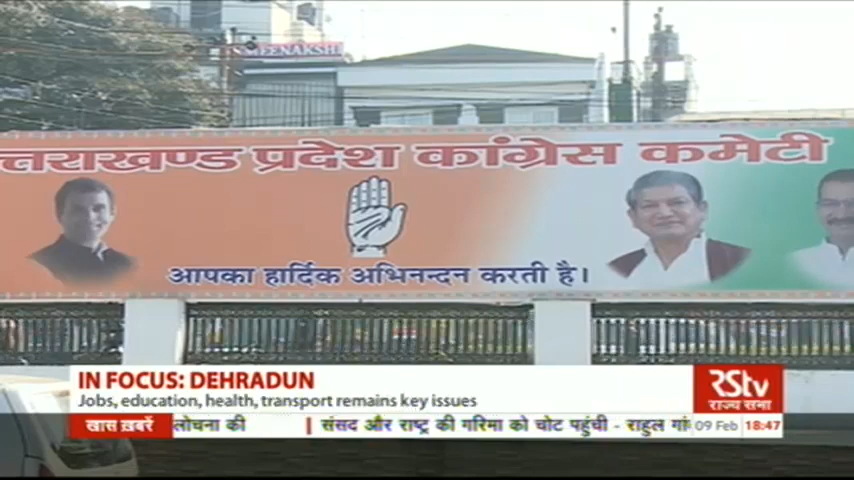 MEENAKSHI
त्तराखण्ड प्रदेश कांग्रेस कमेटी
आपका हार्दिक अभिनन्दन करती है।
IN FOCUS: DEHRADUN
Jobs, education, health, transport remains key issues
RStv
राज्य सभा
खास ख़बरें लोचना की | संसद और राष्ट्र की गरिमा को चोट पहुंची - राहुल गां 09 Feb 18:47